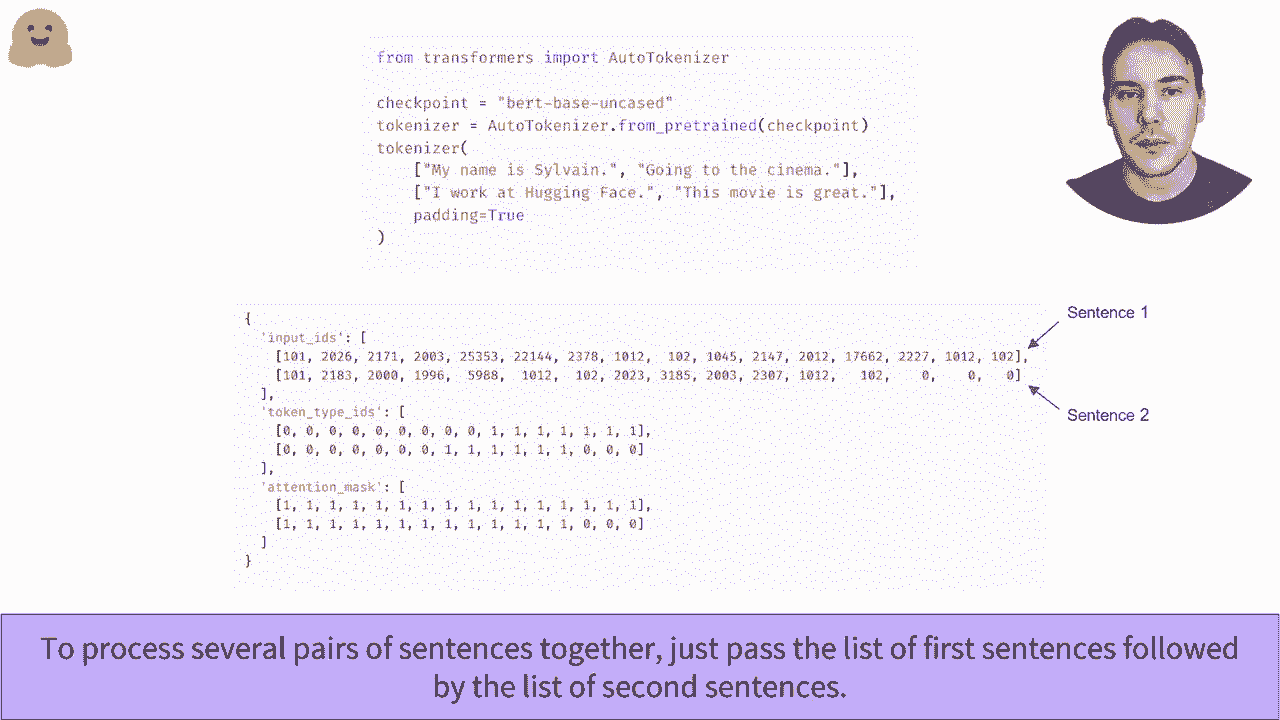 from transformers import AutoTokenizer
checkpoint = "bert-base-uncased"
tokenizer = AutoTokenizer.from_pretrained(checkpoint)
tokenizer(
["My name is Sylvain.", "Going to the cinema."],
["I work at Hugging Face.", "This movie is great."],
padding=True
)
{
'input_ids': [
[101, 2026, 2171, 2003, 25353, 22144, 2378, 1012, 102, 1045, 2147, 2012, 17662, 2227, 1012, 102],
[101, 2183, 2000, 1996, 5988, 1012, 102, 2023, 3185, 2003, 2307, 1012, 102, 0, 0, 0]
],
'token_type_ids': [
[0, 0, 0, 0, 0, 0, 0, 0, 0, 1, 1, 1, 1, 1, 1, 1],
[0, 0, 0, 0, 0, 0, 0, 1, 1, 1, 1, 1, 1, 0, 0, 0]
],
'attention_mask': [
[1, 1, 1, 1, 1, 1, 1, 1, 1, 1, 1, 1, 1, 1, 1, 1],
[1, 1, 1, 1, 1, 1, 1, 1, 1, 1, 1, 1, 1, 0, 0, 0]
]
}
Sentence 1
Sentence 2
To process several pairs of sentences together, just pass the list of first sentences followed
by the list of second sentences.